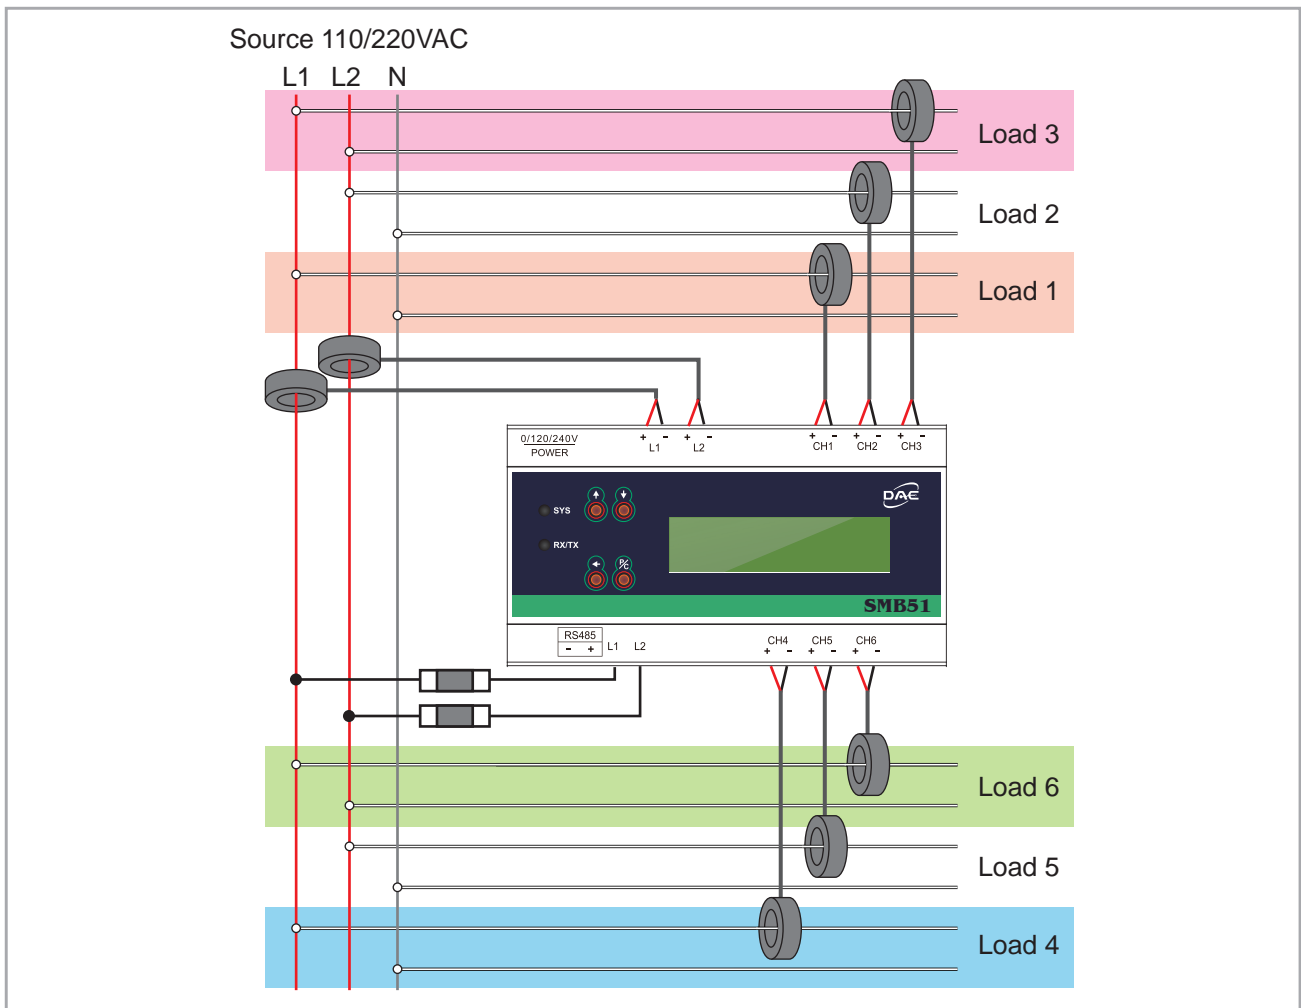 Source 110/220VAC
L1 L2 N
Load 3
Load 2
Load 1
0/120/240V
POWER
+ - + - + - + - + -
L1 L2 CH1 CH2 CH3
DAE
SYS
RX/TX
P/C
SMB51
RS485
- + L1 L2
CH4 CH5 CH6
+ - + - + -
Load 6
Load 5
Load 4